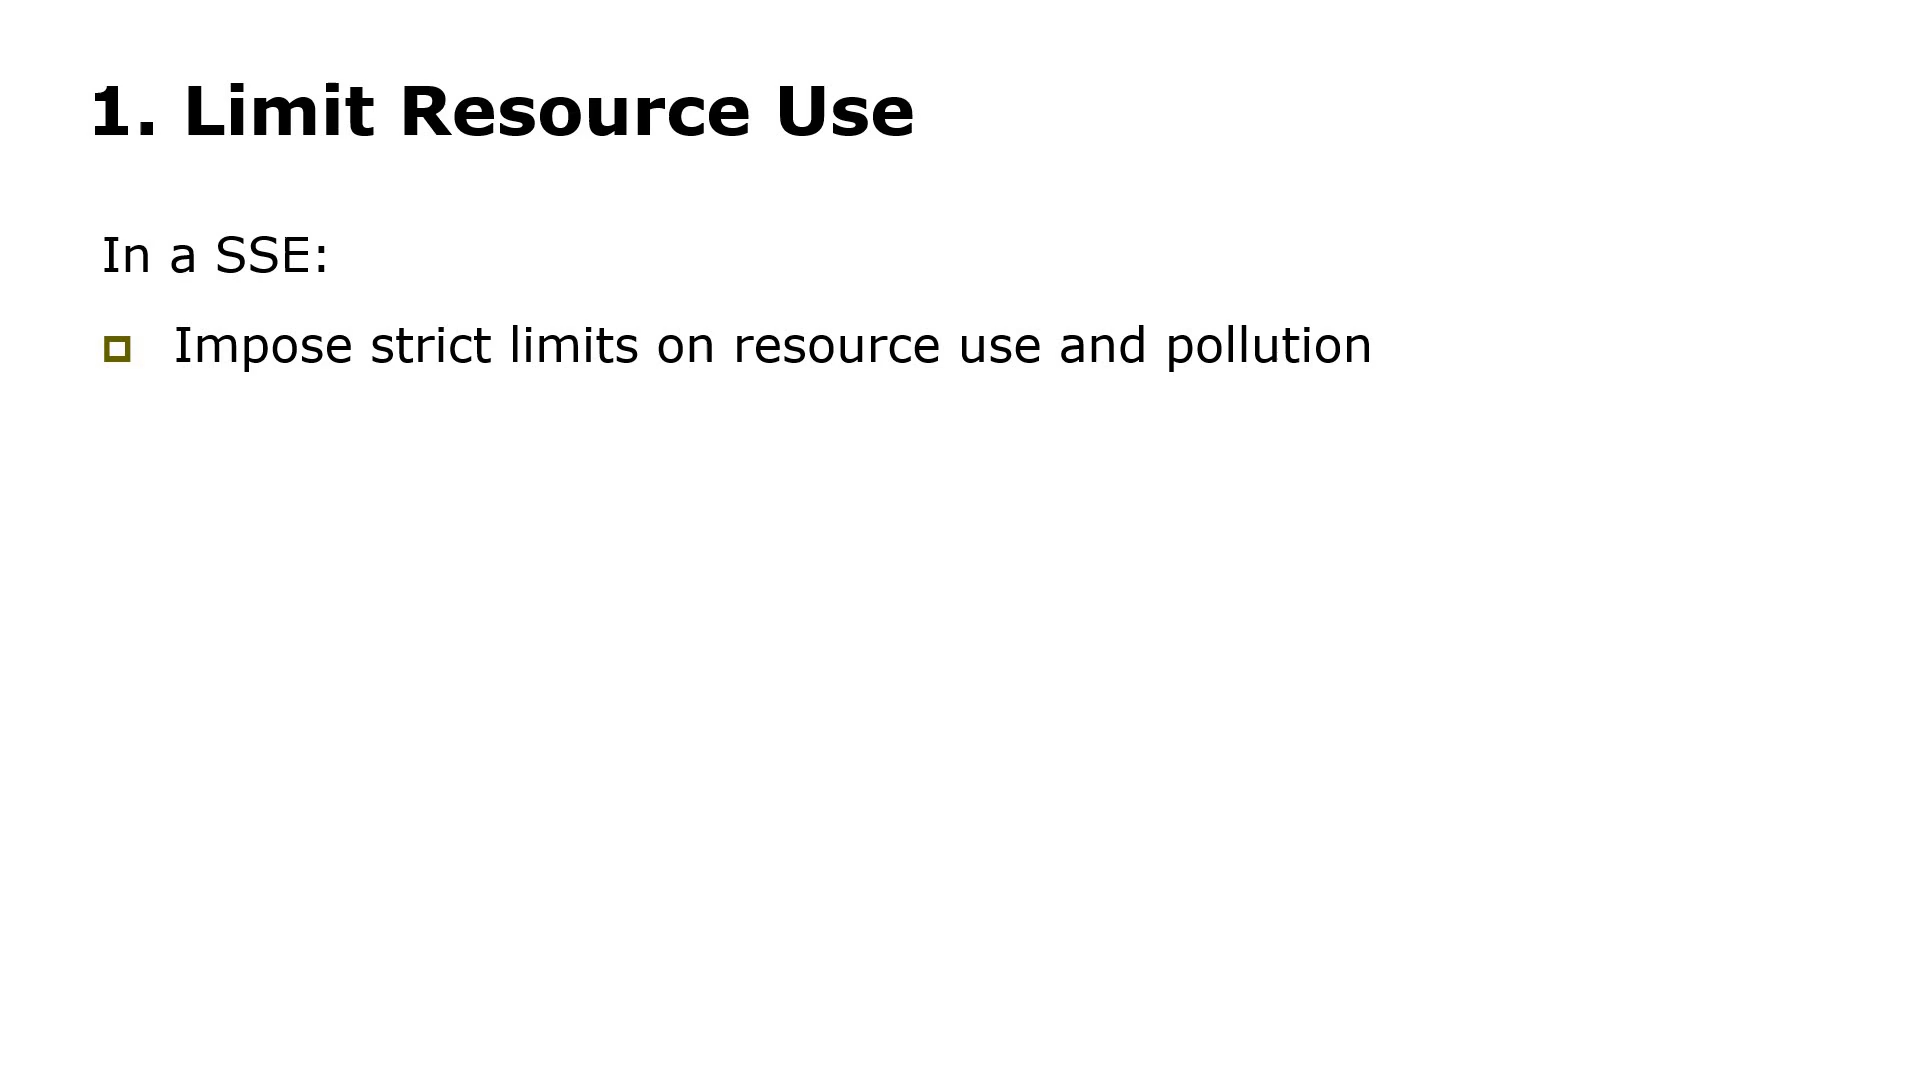 1. Limit Resource Use
In a SSE:
Impose strict limits on resource use and pollution